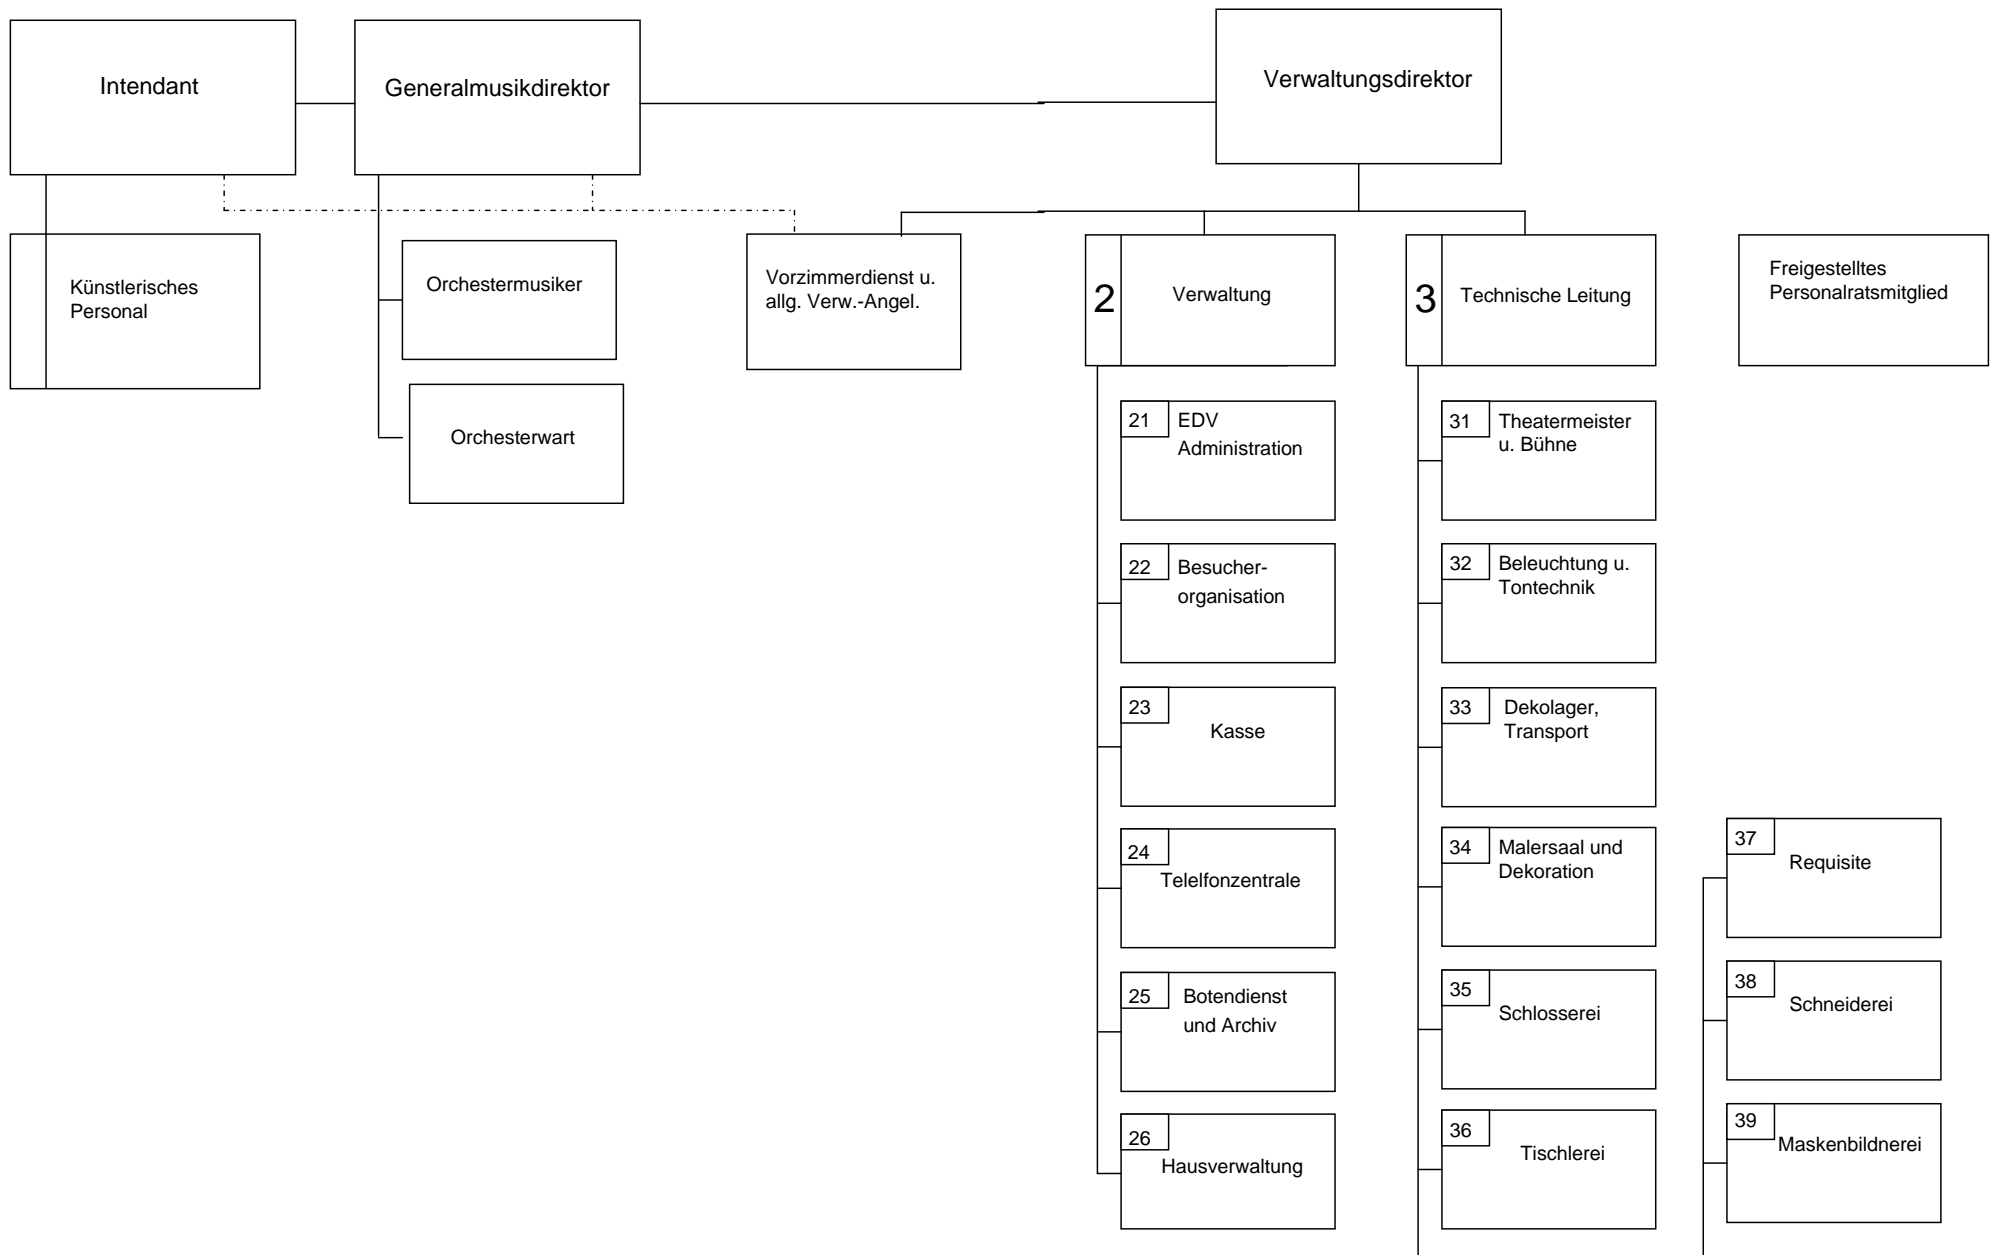 Intendant
Generalmusikdirektor
Verwaltungsdirektor
Künstlerisches
Personal
Orchestermusiker
Orchesterwart
Vorzimmerdienst u.
allg. Verw.-Angel.
2
Verwaltung
3
Technische Leitung
Freigestelltes
Personalratsmitglied
21
EDV
Administration
22
Besucher-
organisation
23
Kasse
24
Telelfonzentrale
25
Botendienst
und Archiv
26
Hausverwaltung
31
Theatermeister
u. Bühne
32
Beleuchtung u.
Tontechnik
33
Dekolager,
Transport
34
Malersaal und
Dekoration
35
Schlosserei
36
Tischlerei
37
Requisite
38
Schneiderei
39
Maskenbildnerei